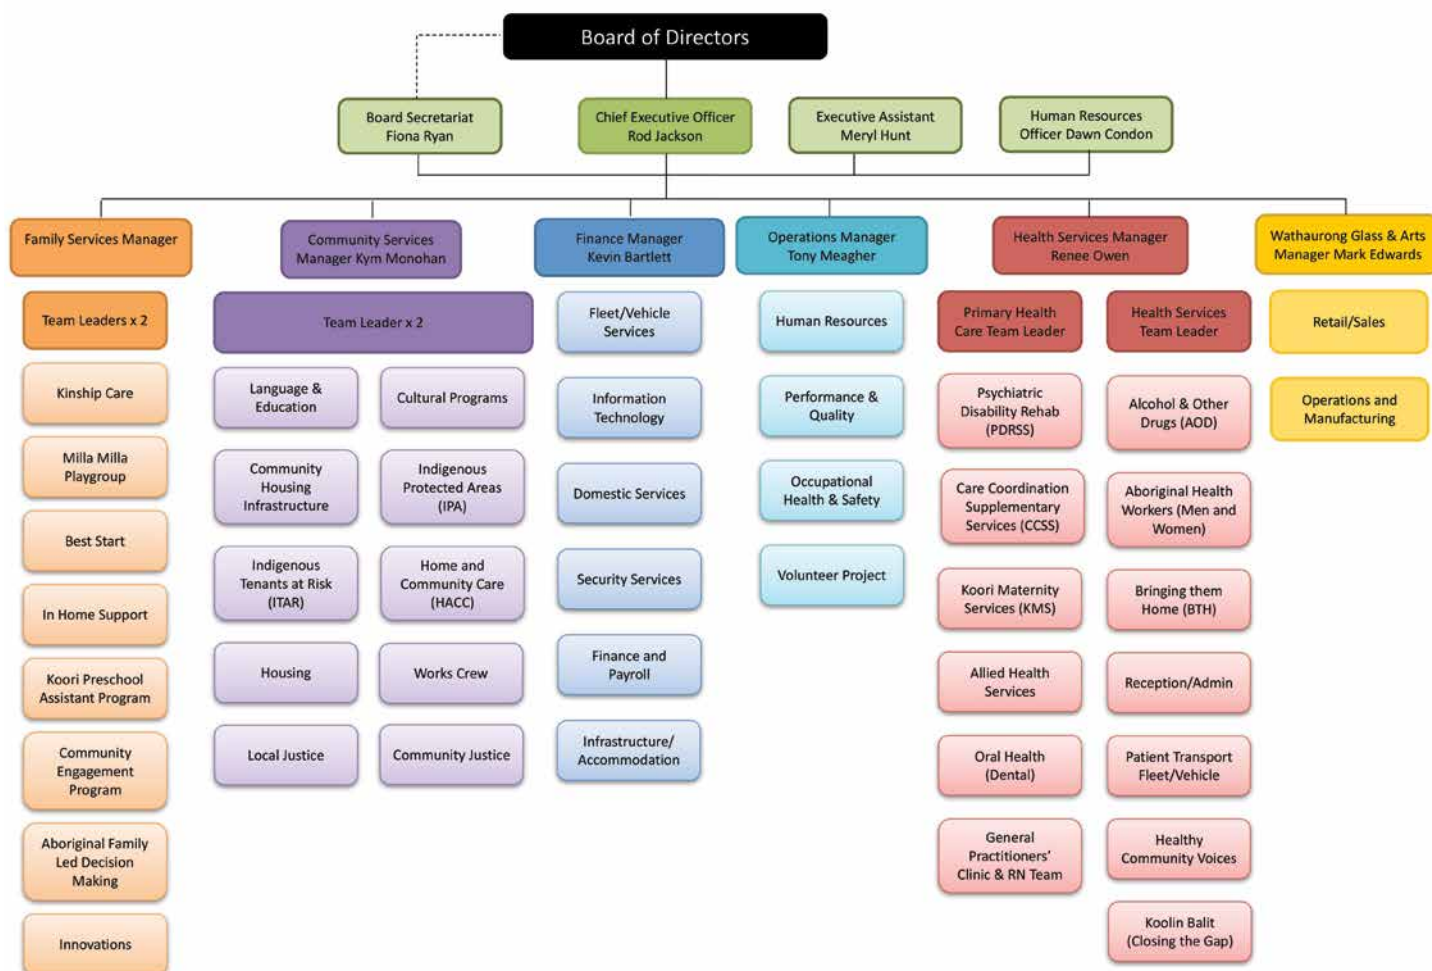 Board of Directors
Board Secretariat
Fiona Ryan
Chief Executive Officer
Rod Jackson
Executive Assistant
Meryl Hunt
Human Resources
Officer Dawn Condon
Family Services Manager
Community Services
Manager Kym Monohan
Finance Manager
Kevin Bartlett
Operations Manager
Tony Meagher
Health Services Manager
Renee Owen
Wathaurong Glass & Arts
Manager Mark Edwards
Team Leaders x 2
Kinship Care
Milla Milla
Playgroup
Best Start
In Home Support
Koori Preschool
Assistant Program
Community
Engagement
Program
Aboriginal Family
Led Decision
Making
Innovations
Team Leader x 2
Language &
Education
Community
Housing
Infrastructure
Indigenous
Tenants at Risk
(ITAR)
Housing
Local Justice
Cultural Programs
Indigenous
Protected Areas
(IPA)
Home and
Community Care
(HACC)
Works Crew
Community Justice
Fleet/Vehicle
Services
Information
Technology
Domestic Services
Security Services
Finance and
Payroll
Infrastructure/
Accommodation
Human Resources
Performance &
Quality
Occupational
Health & Safety
Volunteer Project
Primary Health
Care Team Leader
Psychiatric
Disability Rehab
(PDRSS)
Care Coordination
Supplementary
Services (CCSS)
Koori Maternity
Services (KMS)
Allied Health
Services
Oral Health
(Dental)
General
Practitioners'
Clinic & RN Team
Health Services
Team Leader
Alcohol & Other
Drugs (AOD)
Aboriginal Health
Workers (Men and
Women)
Bringing them
Home (BTH)
Reception/Admin
Patient Transport
Fleet/Vehicle
Healthy
Community Voices
Koolin Balit
(Closing the Gap)
Retail/Sales
Operations and
Manufacturing